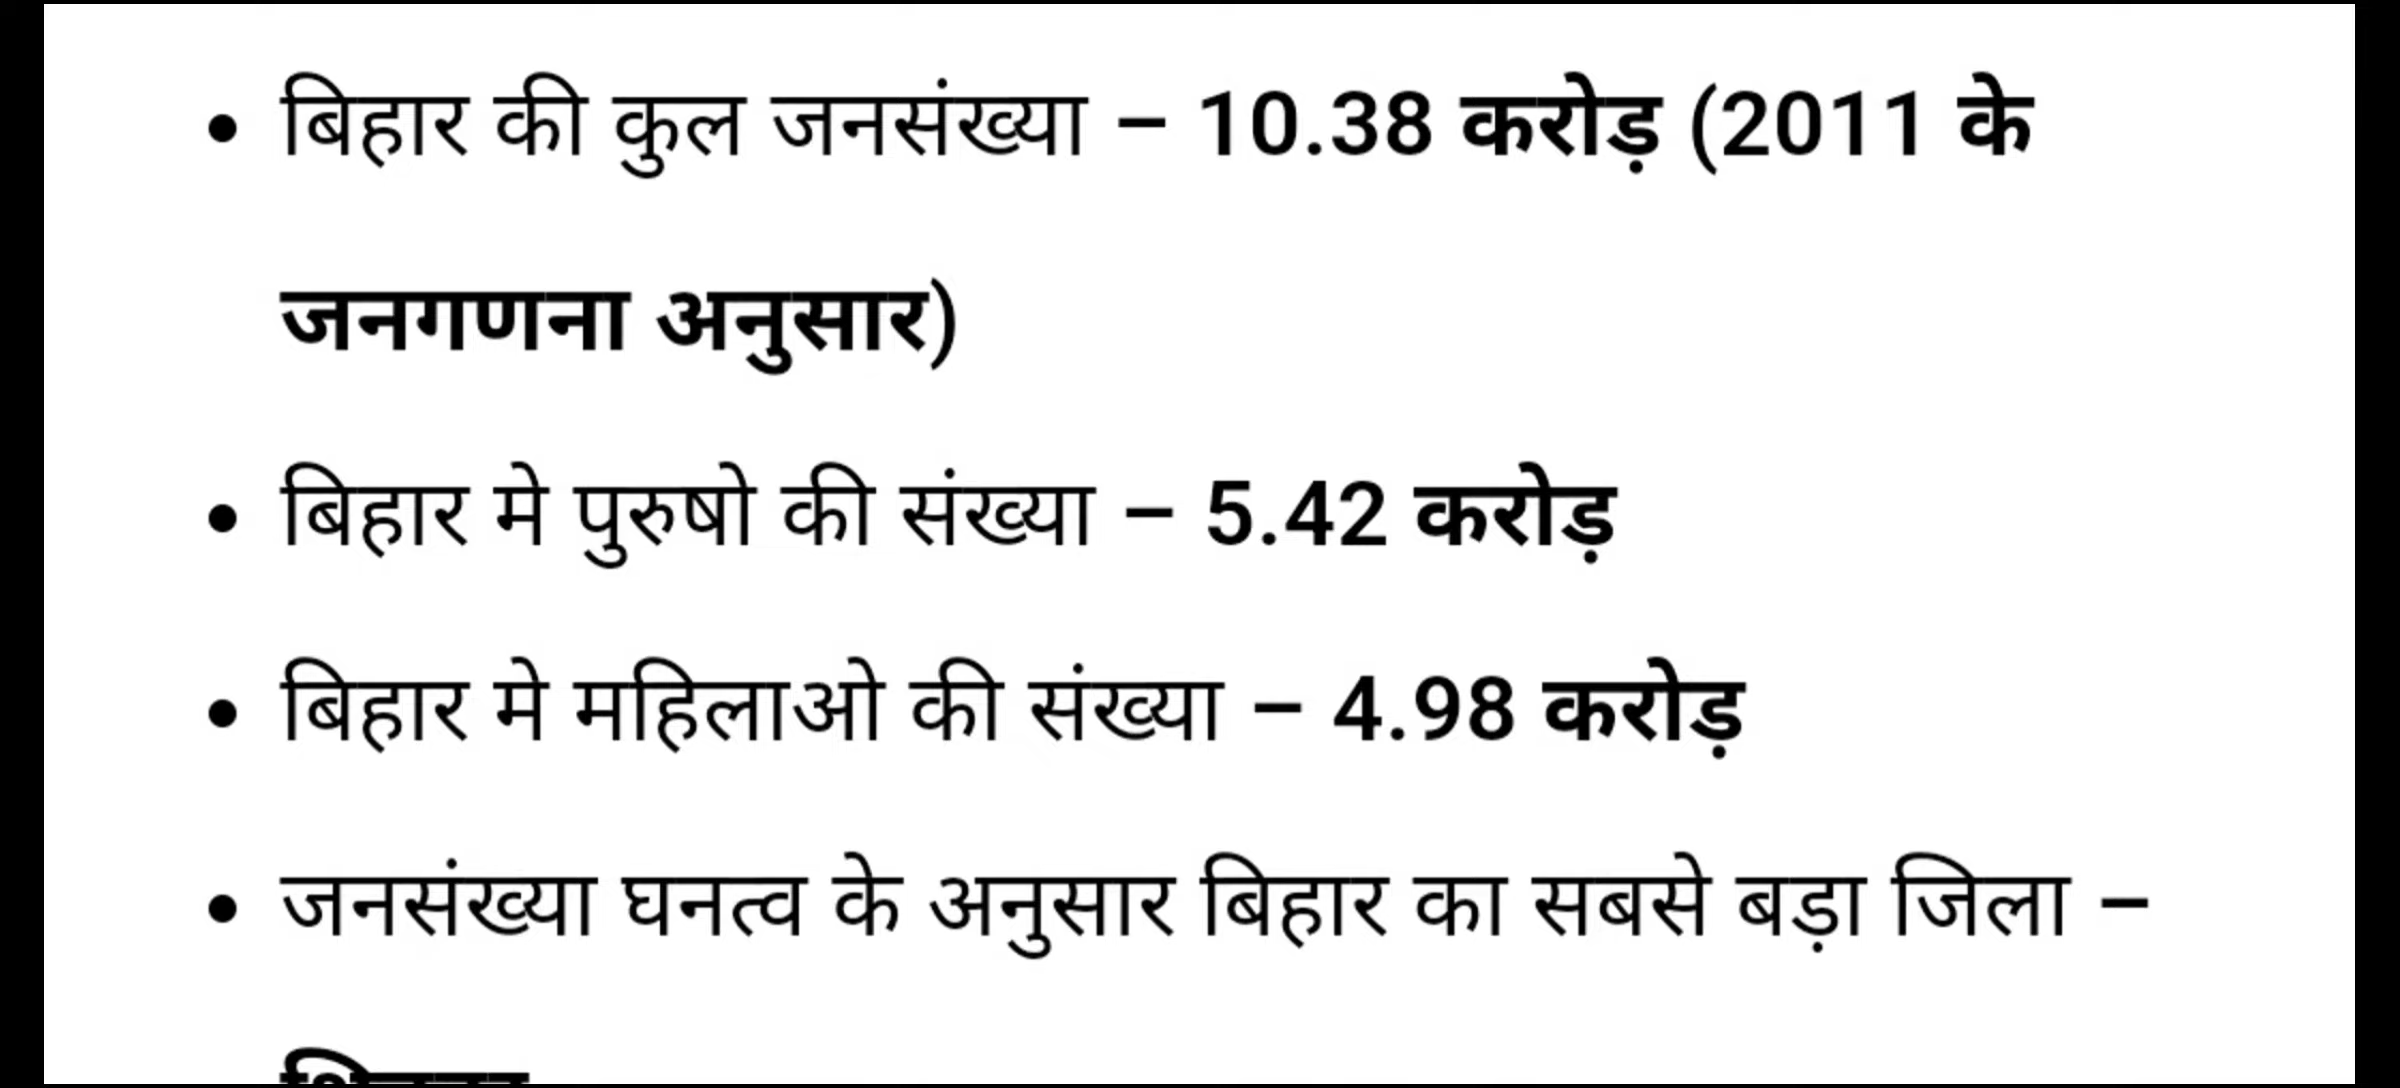 • बिहार की कुल जनसंख्या – 10.38 करोड़ (2011 के
जनगणना अनुसार)
• बिहार मे पुरुषो की संख्या – 5.42 करोड़
• बिहार मे महिलाओ की संख्या – 4.98 करोड़
• जनसंख्या घनत्व के अनुसार बिहार का सबसे बड़ा जिला –